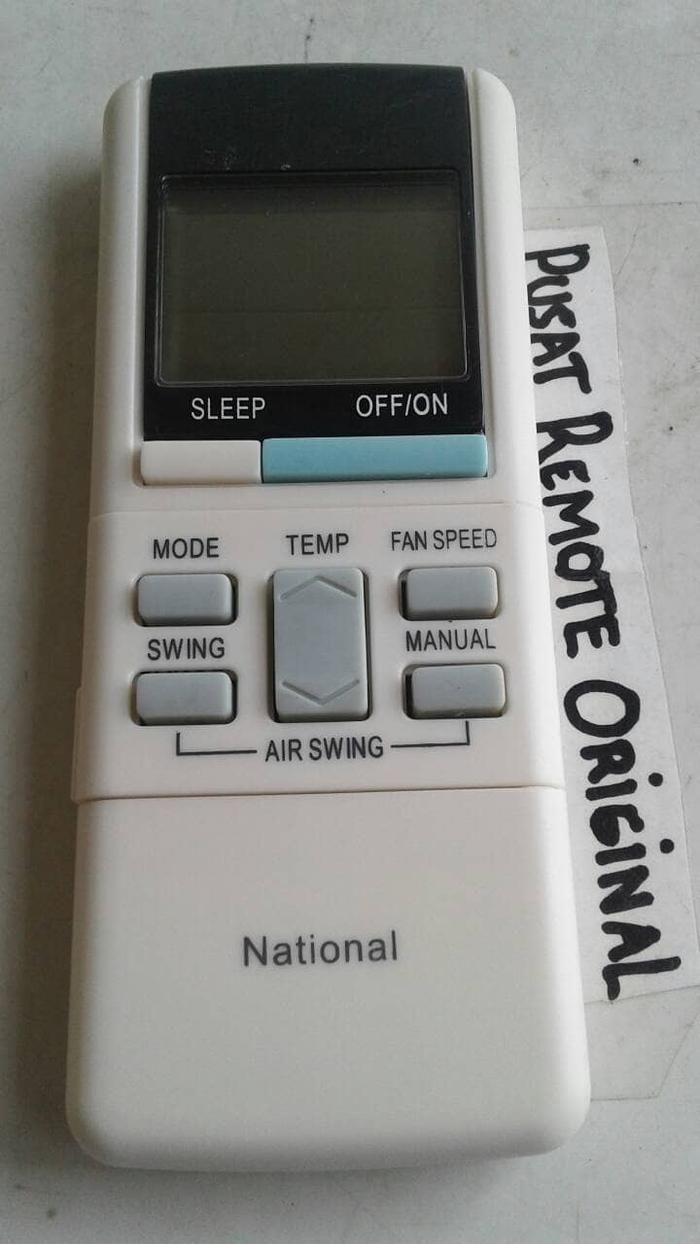 SLEEP OFF/ON
MODE TEMP FAN SPEED
SWING MANUAL
AIR SWING
National
PUSAT REMOTE ORIGINAL